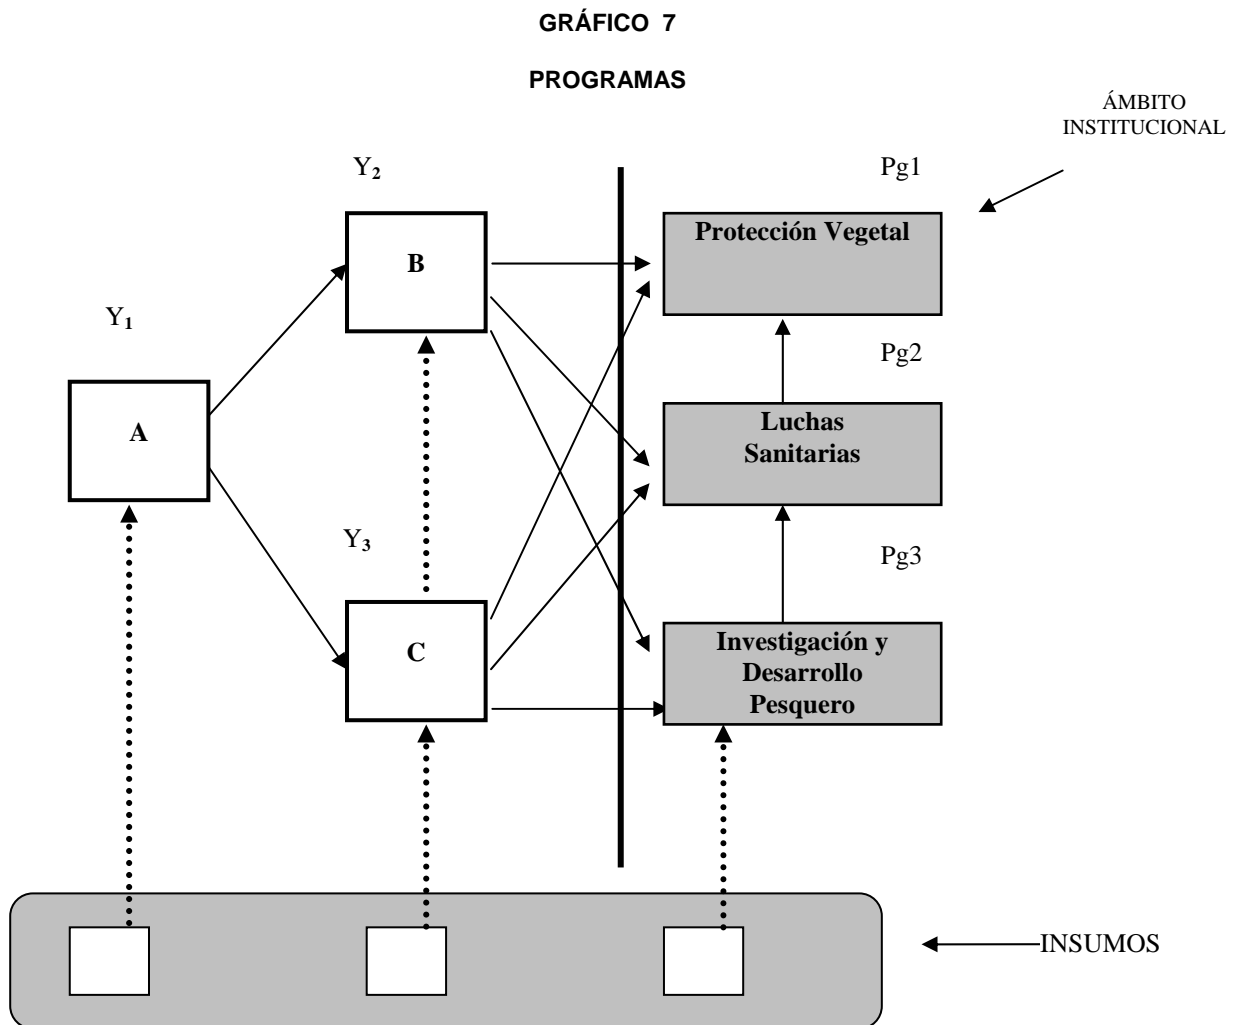 GRÁFICO 7
PROGRAMAS
ÁMBITO
INSTITUCIONAL
Y2
Pg1
Protección Vegetal
B
Y1
Pg2
A
Luchas
Sanitarias
Y3
Pg3
C
Investigación y
Desarrollo
Pesquero
INSUMOS